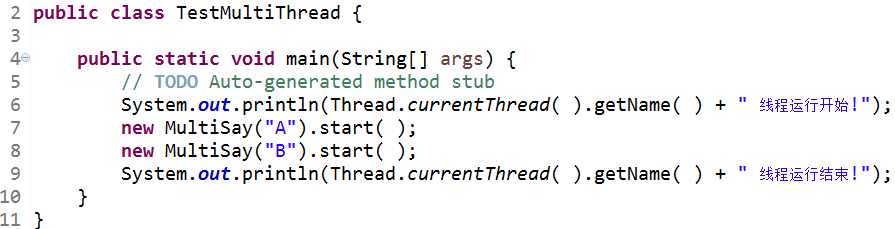 2 public class TestMultiThread {
3
4     public static void main(String[] args) {
5         // TODO Auto-generated method stub
6         System.out.println(Thread.currentThread( ).getName( ) + " 线程运行开始!");
7         new MultiSay("A").start( );
8         new MultiSay("B").start( );
9         System.out.println(Thread.currentThread( ).getName( ) + " 线程运行结束!");
10     }
11 }